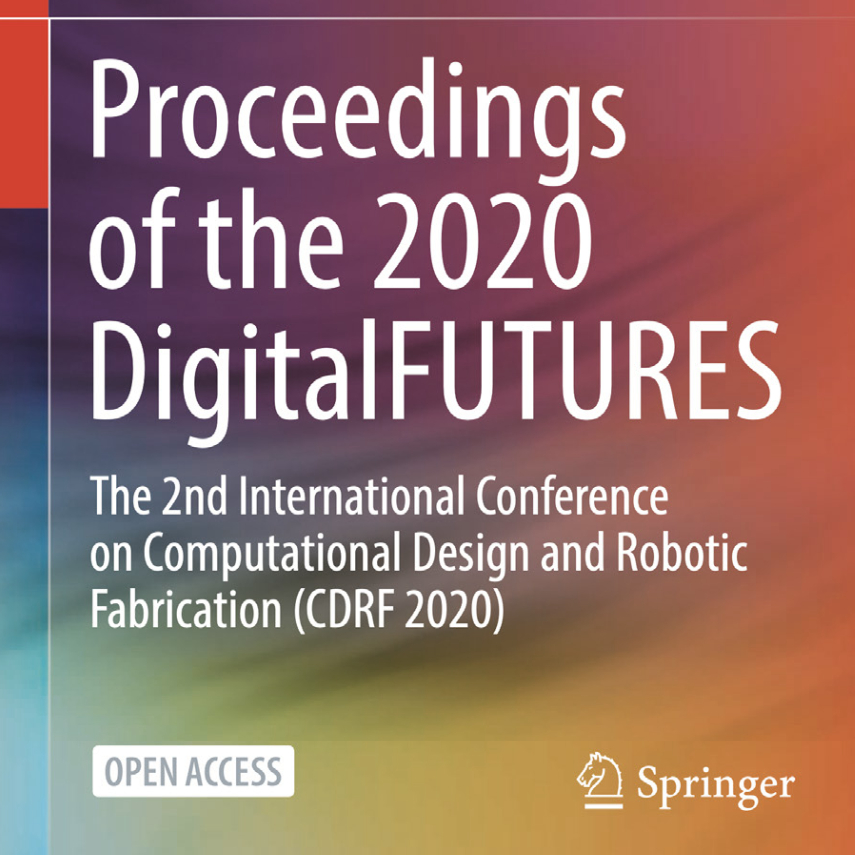 Proceedings
of the 2020
DigitalFUTURES
The 2nd International Conference
on Computational Design and Robotic
Fabrication (CDRF 2020)
OPEN ACCESS
Springer